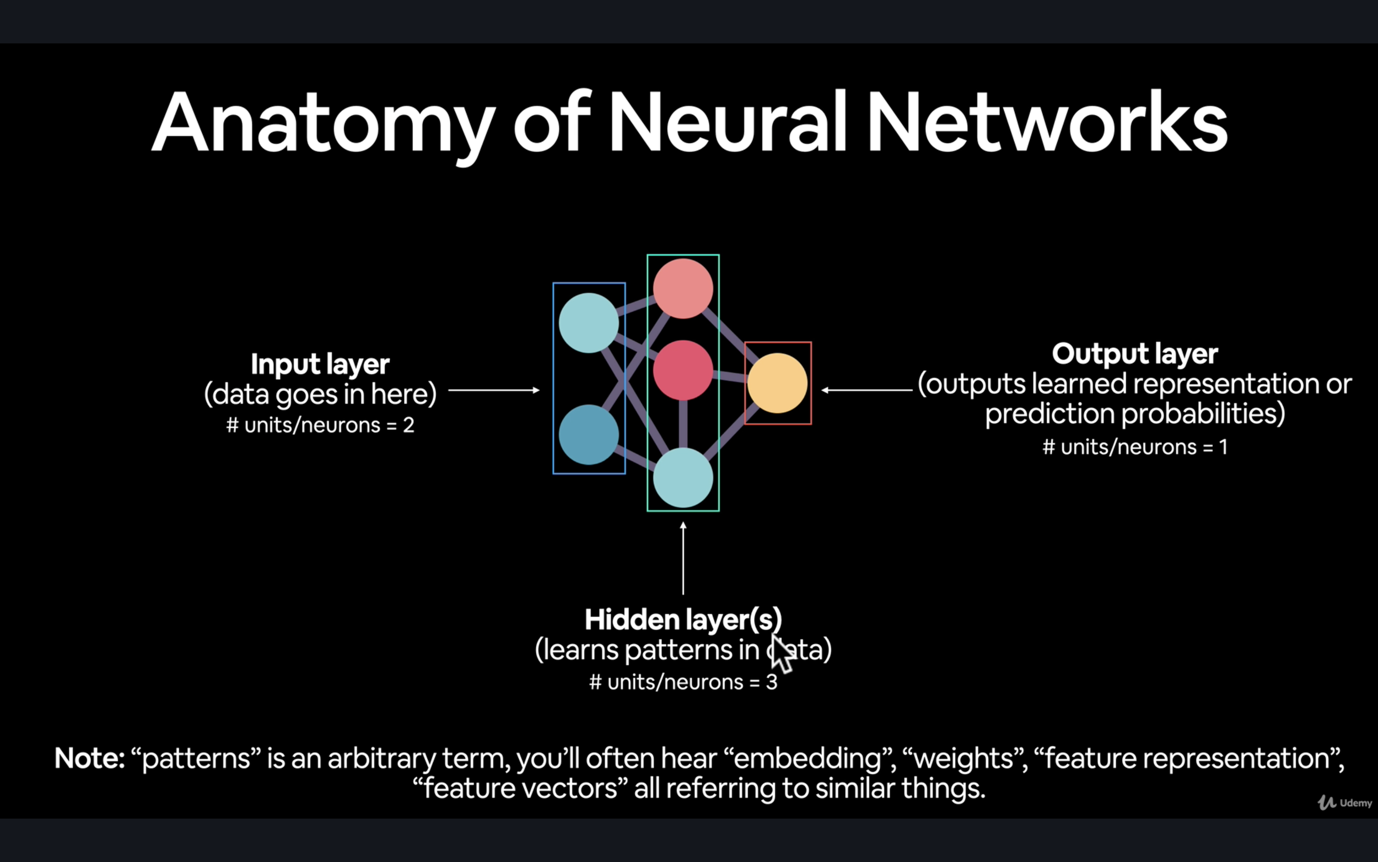 Anatomy of Neural Networks
Input layer
(data goes in here)
# units/neurons = 2
Output layer
(outputs learned representation or
prediction probabilities)
# units/neurons = 1
Hidden layer(s)
(learns patterns in data)
# units/neurons = 3
Note: “patterns” is an arbitrary term, you’ll often hear “embedding”, “weights”, “feature representation”,
“feature vectors” all referring to similar things.
Udemy